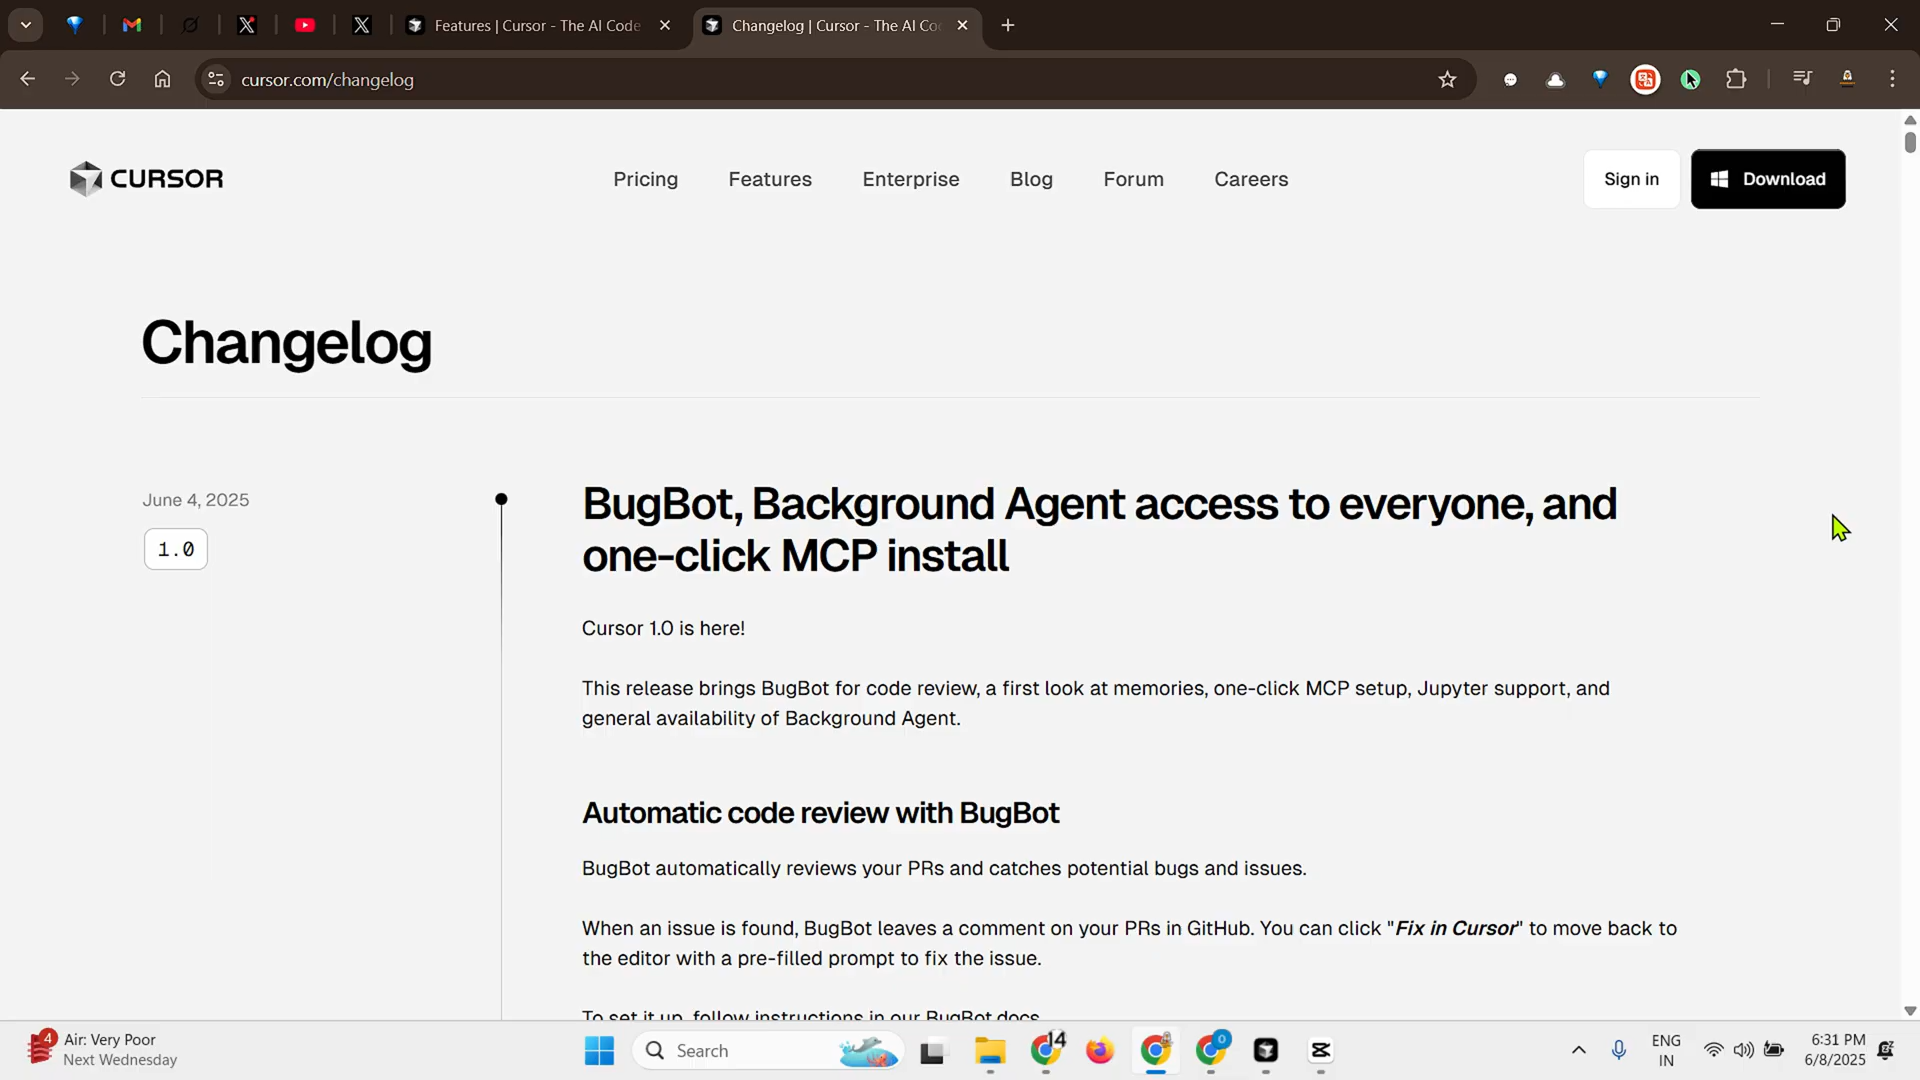 Features | Cursor - The AI Code
Changelog | Cursor - The AI Co
cursor.com/changelog
CURSOR
Pricing
Features
Enterprise
Blog
Forum
Careers
Sign in
Download
Changelog
June 4, 2025
1.0
BugBot, Background Agent access to everyone, and
one-click MCP install
Cursor 1.0 is here!
This release brings BugBot for code review, a first look at memories, one-click MCP setup, Jupyter support, and
general availability of Background Agent.
Automatic code review with BugBot
BugBot automatically reviews your PRs and catches potential bugs and issues.
When an issue is found, BugBot leaves a comment on your PRs in GitHub. You can click "Fix in Cursor" to move back to
the editor with a pre-filled prompt to fix the issue.
To set it up, follow instructions in our BugBot docs.
4
Air: Very Poor
Next Wednesday
Search
14
0
ENG
IN
6:31 PM
6/8/2025